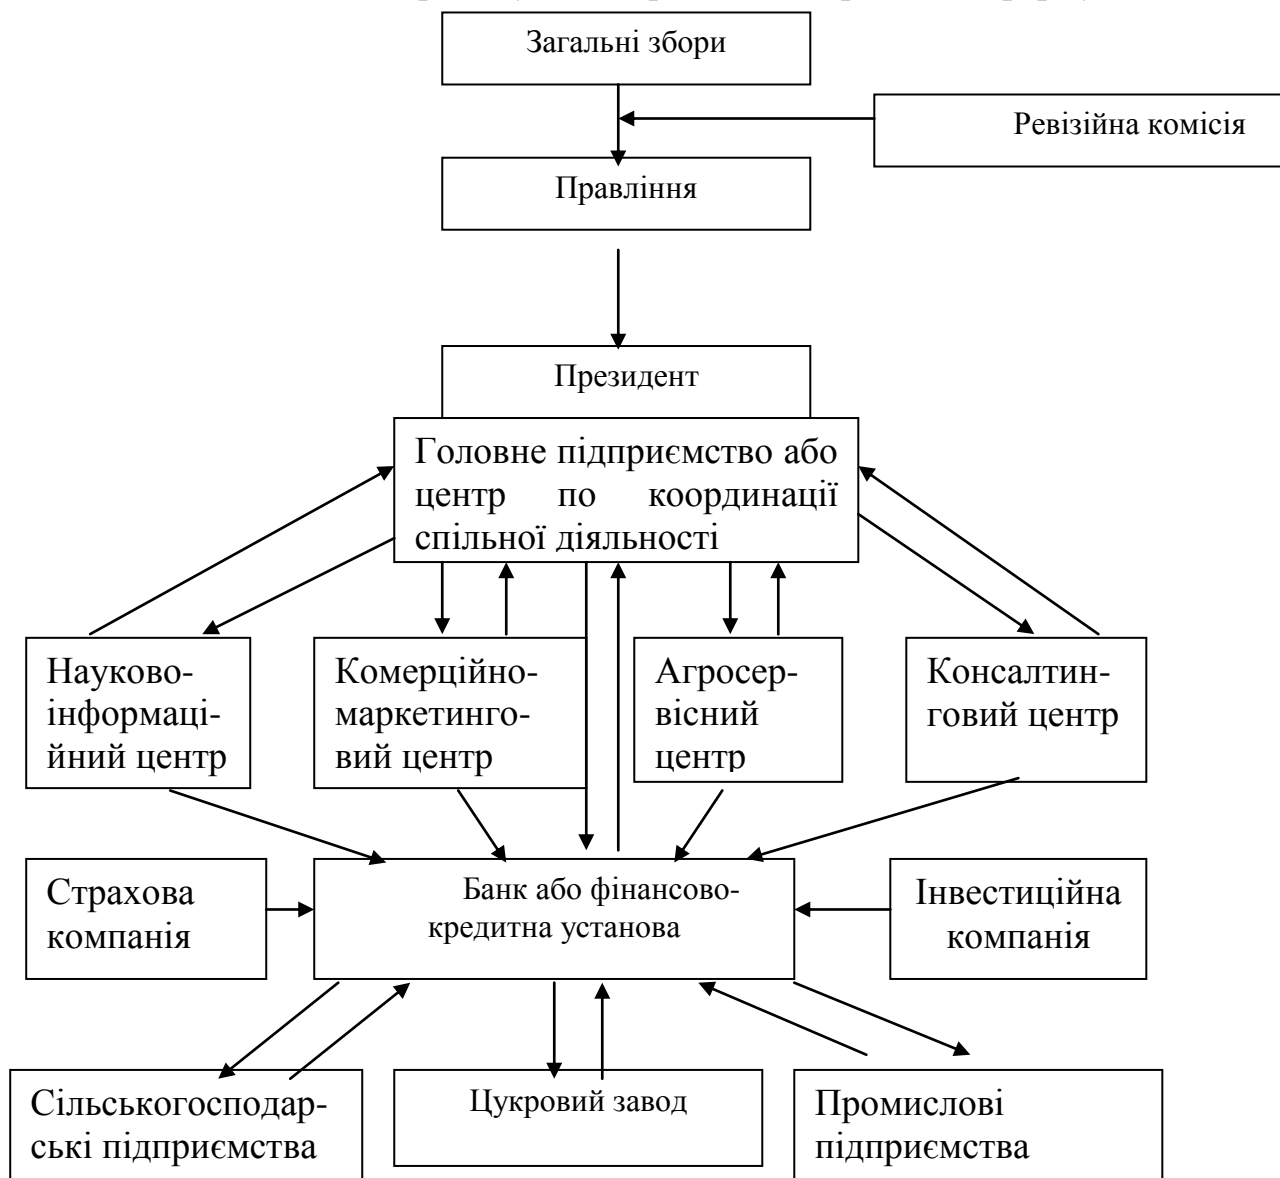 Загальні збори
Ревізійна комісія
Правління
Президент
Головне підприємство або
центр по координації
спільної діяльності
Науково-
інформаці-
йний центр
Комерційно-
маркетинго-
вий центр
Агросер-
вісний
центр
Консалтин-
говий центр
Страхова
компанія
Банк або фінансово-
кредитна установа
Інвестиційна
компанія
Сільськогосподар-
ські підприємства
Цукровий завод
Промислові
підприємства